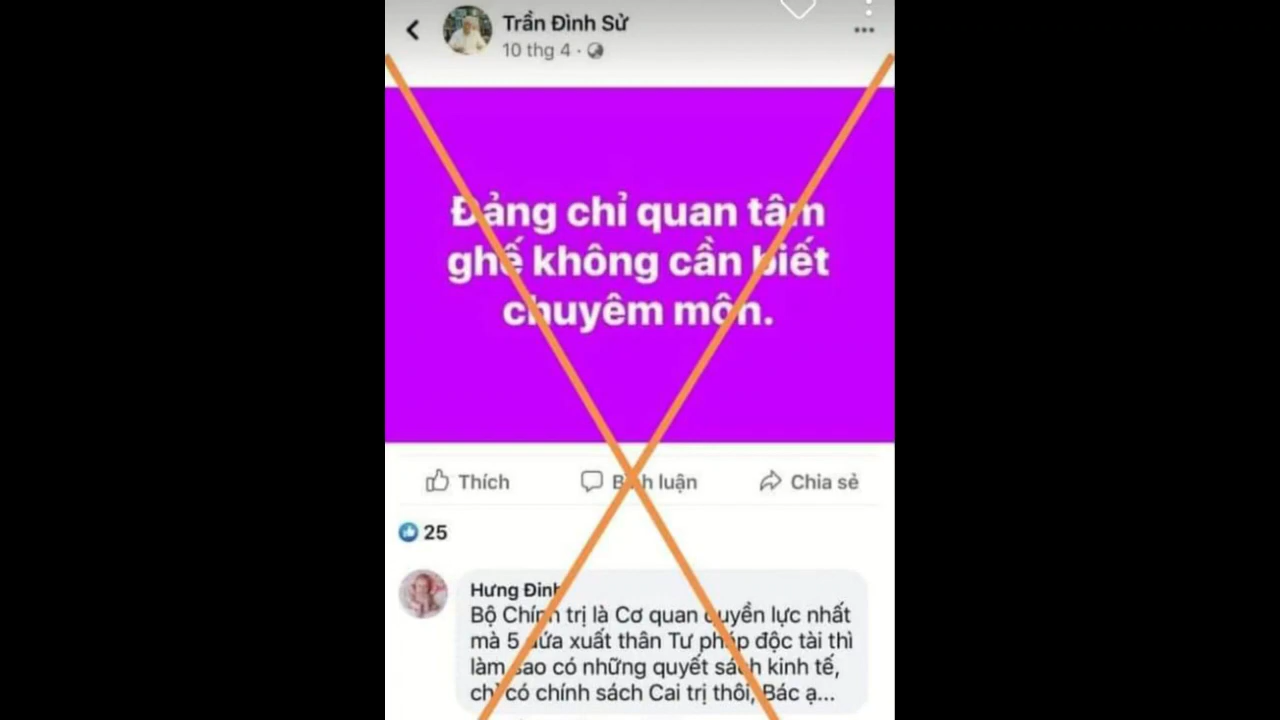 Trần Đình Sử
10 thg 4
Đảng chỉ quan tâm
ghế không cần biết
chuyêm môn.
Thích
Bình luận
Chia sẻ
25
Hưng Đinh
Bộ Chính trị là Cơ quan quyền lực nhất
mà 5 đứa xuất thân Tư pháp độc tài thì
làm sao có những quyết sách kinh tế,
chỉ có chính sách Cai trị thôi, Bác ạ...